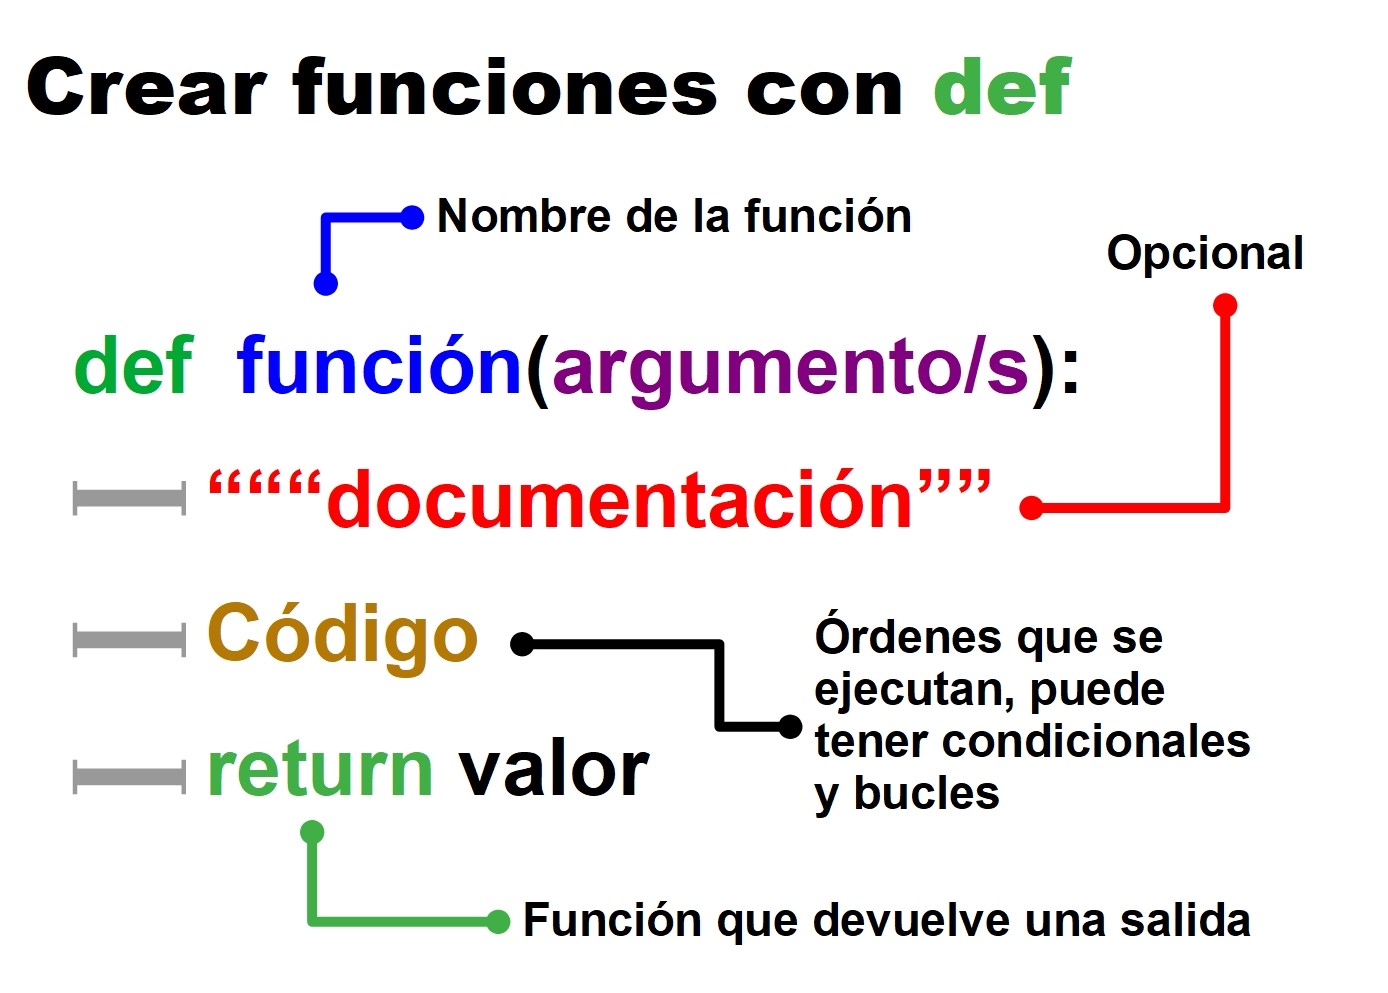 Crear funciones con def
Nombre de la función
Opcional
def función(argumento/s):
“““documentación””
Código
Órdenes que se
ejecutan, puede
tener condicionales
y bucles
return valor
Función que devuelve una salida